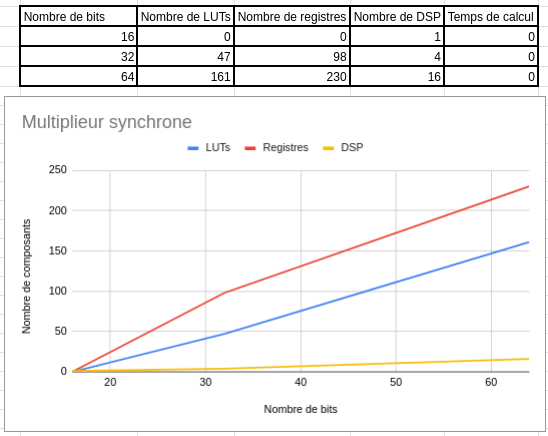 Nombre de bits Nombre de LUTs Nombre de registres Nombre de DSP Temps de calcul
16 0 0 1 0
32 47 98 4 0
64 161 230 16 0
Multiplieur synchrone
LUTs Registres DSP
250
200
150
100
50
0
Nombre de composants
20 30 40 50 60
Nombre de bits